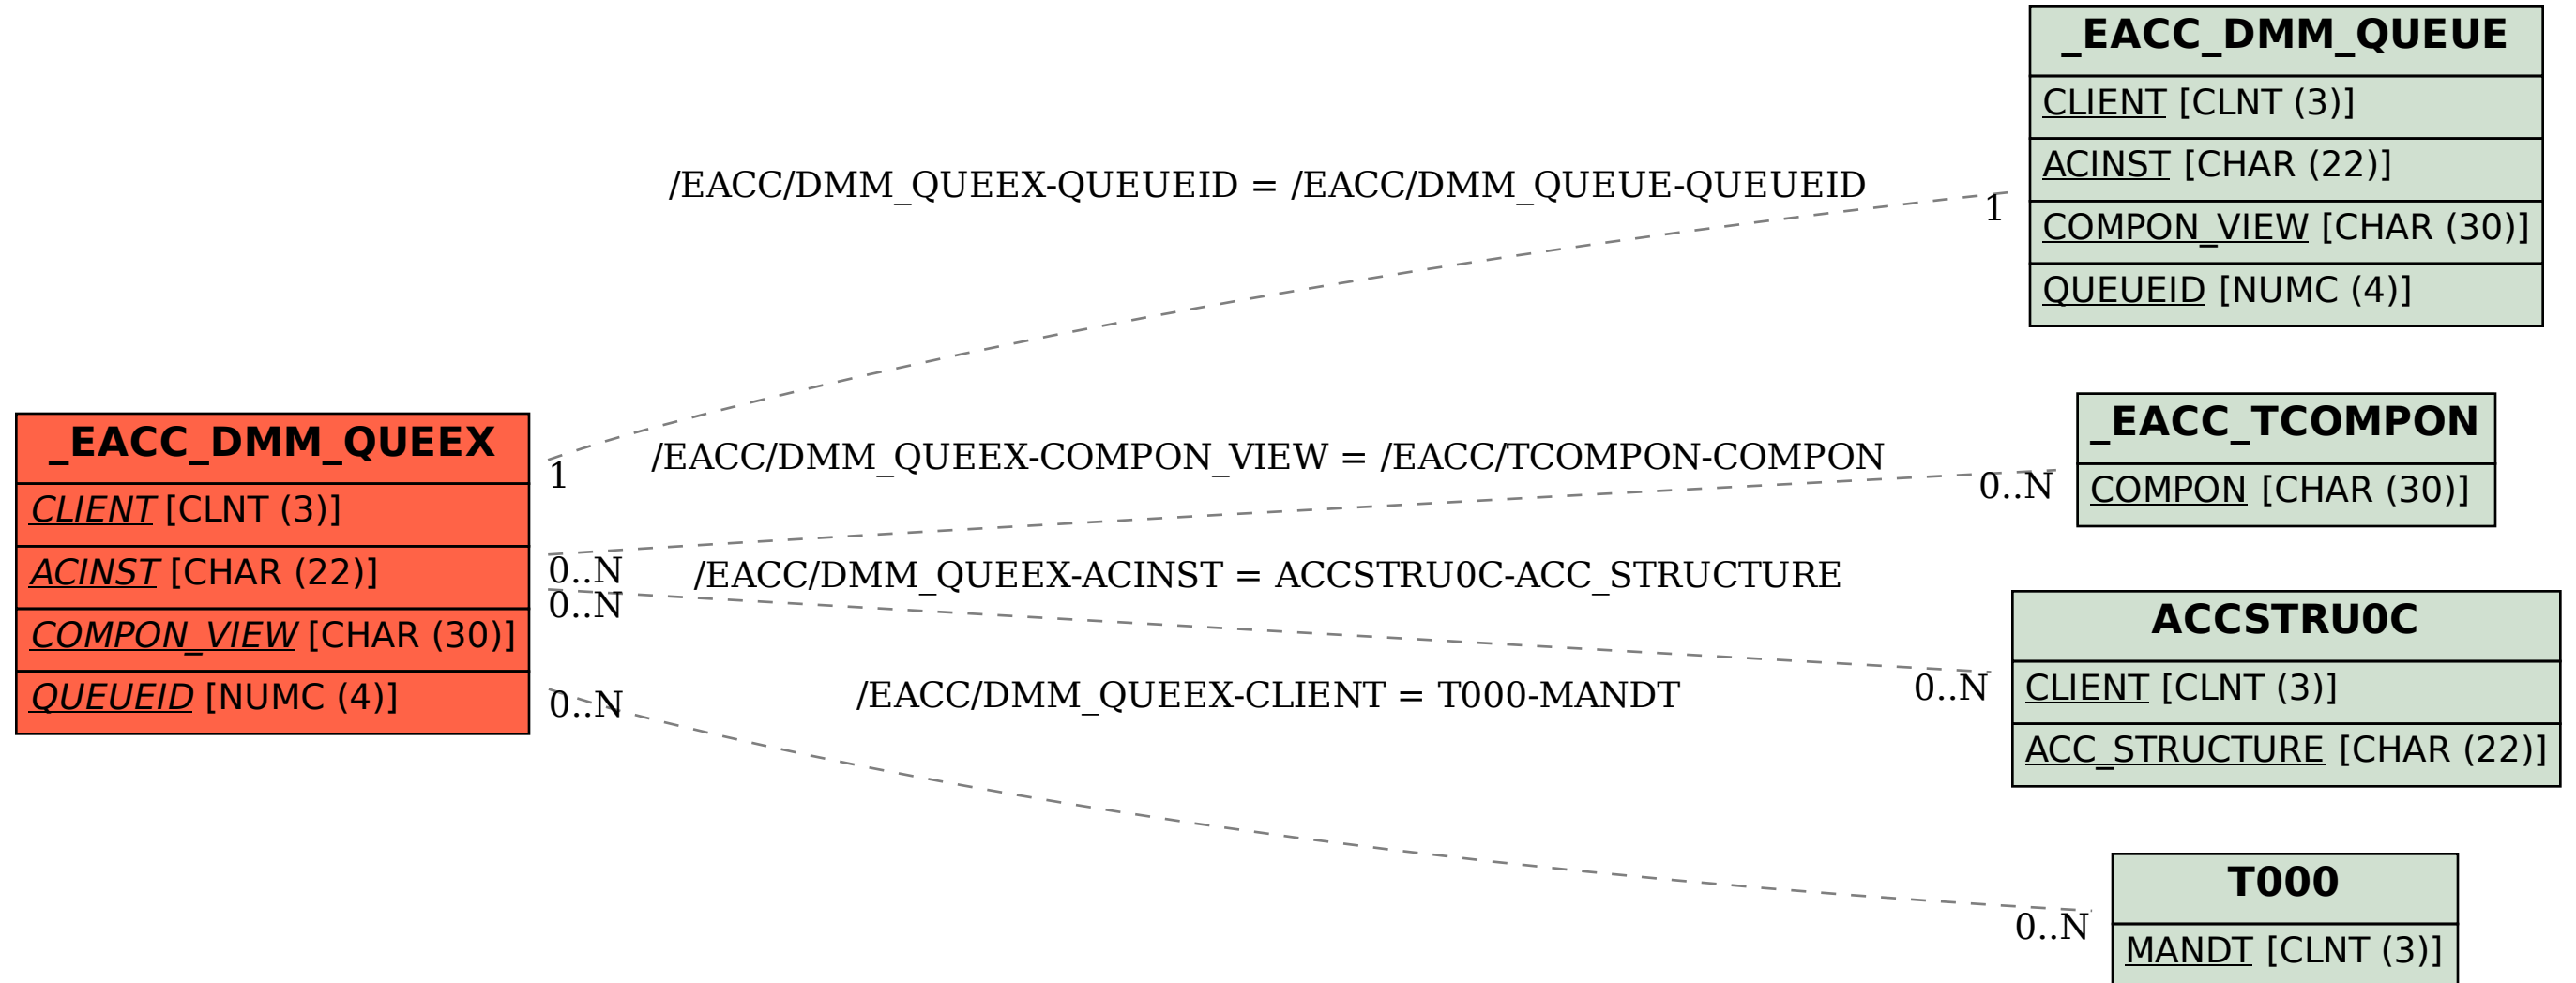 _EACC_DMM_QUEUE
CLIENT [CLNT (3)]
ACINST [CHAR (22)]
COMPON_VIEW [CHAR (30)]
QUEUEID [NUMC (4)]
/EACC/DMM_QUEEX-QUEUEID = /EACC/DMM_QUEUE-QUEUEID
1
1
_EACC_DMM_QUEEX
CLIENT [CLNT (3)]
ACINST [CHAR (22)]
COMPON_VIEW [CHAR (30)]
QUEUEID [NUMC (4)]
/EACC/DMM_QUEEX-COMPON_VIEW = /EACC/TCOMPON-COMPON
0..N
0..N
_EACC_TCOMPON
COMPON [CHAR (30)]
/EACC/DMM_QUEEX-ACINST = ACCSTRU0C-ACC_STRUCTURE
0..N
0..N
ACCSTRU0C
CLIENT [CLNT (3)]
ACC_STRUCTURE [CHAR (22)]
/EACC/DMM_QUEEX-CLIENT = T000-MANDT
0..N
0..N
T000
MANDT [CLNT (3)]